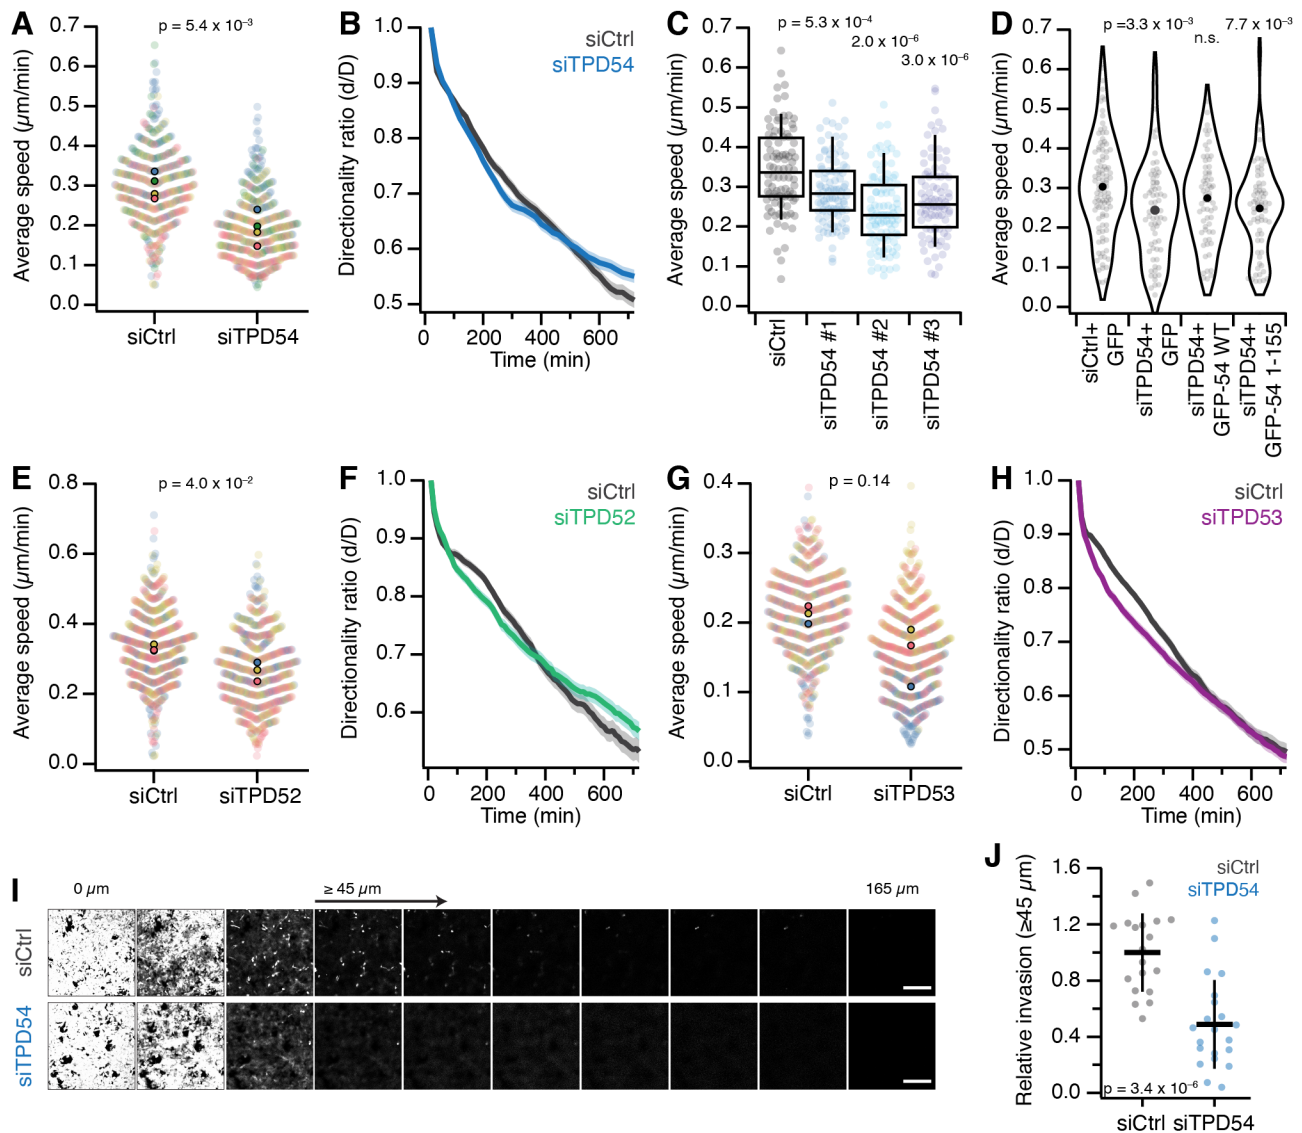 A
p = 5.4 x 10⁻³
Average speed (µm/min)
0.7
0.6
0.5
0.4
0.3
0.2
0.1
0.0
siCtrl
siTPD54
B
siCtrl
siTPD54
Directionality ratio (d/D)
1.0
0.9
0.8
0.7
0.6
0.5
0
200
400
600
Time (min)
C
p = 5.3 x 10⁻⁴
2.0 x 10⁻⁶
3.0 x 10⁻⁶
Average speed (µm/min)
0.7
0.6
0.5
0.4
0.3
0.2
0.1
0.0
siCtrl
siTPD54 #1
siTPD54 #2
siTPD54 #3
D
p =3.3 x 10⁻³
n.s.
7.7 x 10⁻³
Average speed (µm/min)
0.7
0.6
0.5
0.4
0.3
0.2
0.1
0.0
siCtrl+
GFP
siTPD54+
GFP
siTPD54+
GFP-54 WT
siTPD54+
GFP-54 1-155
E
p = 4.0 x 10⁻²
Average speed (µm/min)
0.8
0.6
0.4
0.2
0.0
siCtrl
siTPD52
F
siCtrl
siTPD52
Directionality ratio (d/D)
1.0
0.9
0.8
0.7
0.6
0
200
400
600
Time (min)
G
p = 0.14
Average speed (µm/min)
0.4
0.3
0.2
0.1
0.0
siCtrl
siTPD53
H
siCtrl
siTPD53
Directionality ratio (d/D)
1.0
0.9
0.8
0.7
0.6
0.5
0
200
400
600
Time (min)
I
0 µm
≥ 45 µm
165 µm
siCtrl
siTPD54
J
siCtrl
siTPD54
Relative invasion (≥45 µm)
1.6
1.2
0.8
0.4
0.0
p = 3.4 x 10⁻⁶
siCtrl
siTPD54